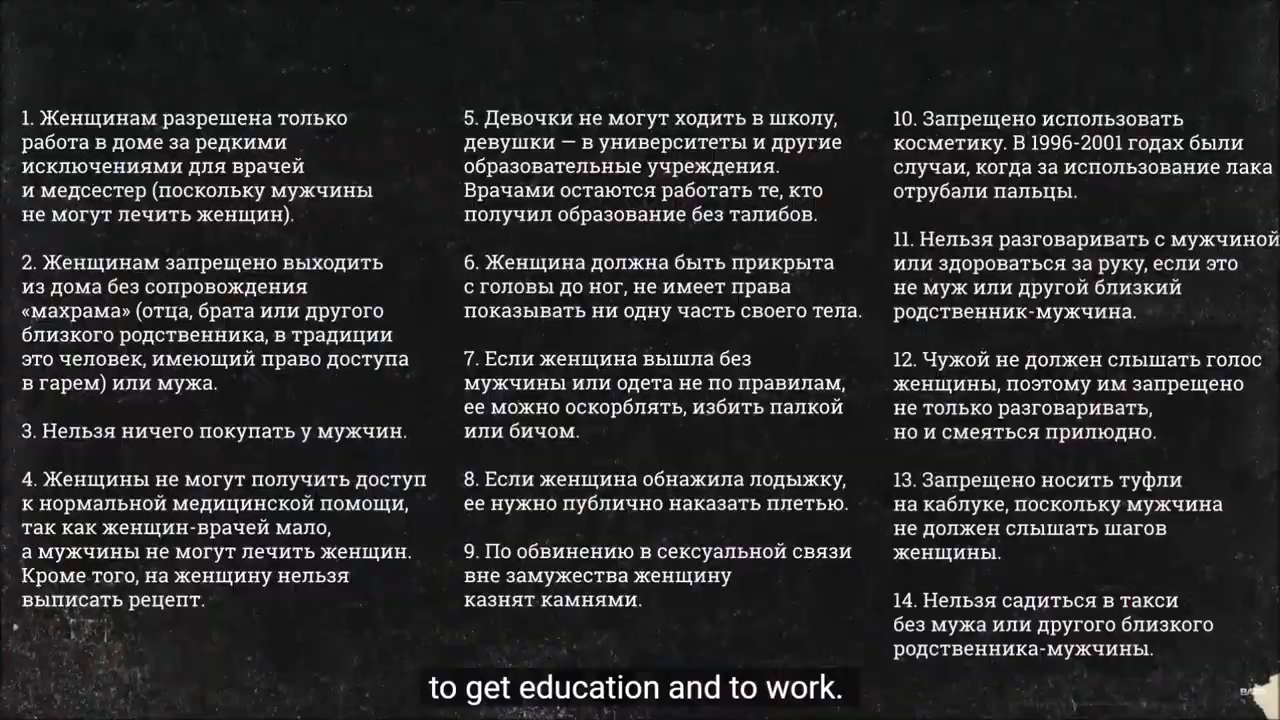 1. Женщинам разрешена только
работа в доме за редкими
исключениями для врачей
и медсестер (поскольку мужчины
не могут лечить женщин).
2. Женщинам запрещено выходить
из дома без сопровождения
«махрама» (отца, брата или другого
близкого родственника, в традиции
это человек, имеющий право доступа
в гарем) или мужа.
3. Нельзя ничего покупать у мужчин.
4. Женщины не могут получить доступ
к нормальной медицинской помощи,
так как женщин-врачей мало,
а мужчины не могут лечить женщин.
Кроме того, на женщину нельзя
выписать рецепт.
5. Девочки не могут ходить в школу,
девушки — в университеты и другие
образовательные учреждения.
Врачами остаются работать те, кто
получил образование без талибов.
6. Женщина должна быть прикрыта
с головы до ног, не имеет права
показывать ни одну часть своего тела.
7. Если женщина вышла без
мужчины или одета не по правилам,
ее можно оскорблять, избить палкой
или бичом.
8. Если женщина обнажила лодыжку,
ее нужно публично наказать плетью.
9. По обвинению в сексуальной связи
вне замужества женщину
казнят камнями.
10. Запрещено использовать
косметику. В 1996-2001 годах были
случаи, когда за использование лака
отрубали пальцы.
11. Нельзя разговаривать с мужчиной
или здороваться за руку, если это
не муж или другой близкий
родственник-мужчина.
12. Чужой не должен слышать голос
женщины, поэтому им запрещено
не только разговаривать,
но и смеяться прилюдно.
13. Запрещено носить туфли
на каблуке, поскольку мужчина
не должен слышать шагов
женщины.
14. Нельзя садиться в такси
без мужа или другого близкого
родственника-мужчины.
to get education and to work.